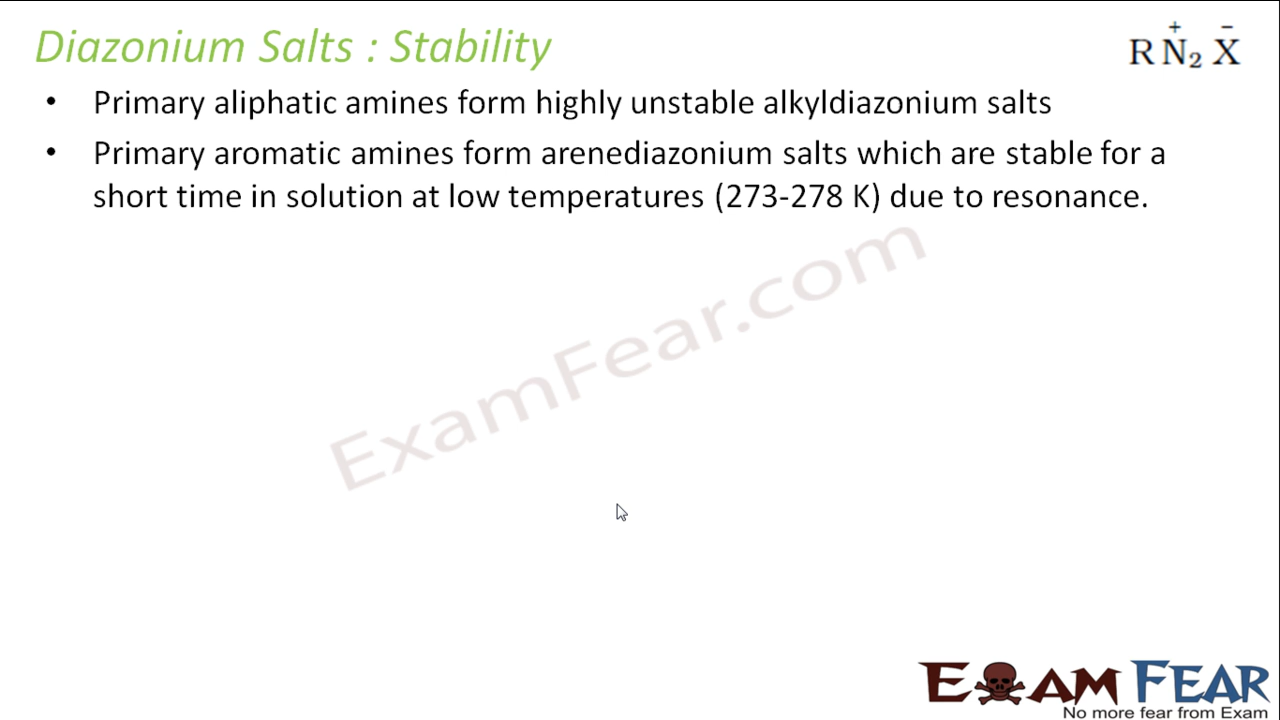 Diazonium Salts : Stability
R N₂⁺ X⁻
• Primary aliphatic amines form highly unstable alkyldiazonium salts
• Primary aromatic amines form arenediazonium salts which are stable for a
short time in solution at low temperatures (273-278 K) due to resonance.
ExamFear.com
EXAM FEAR
No more fear from Exam